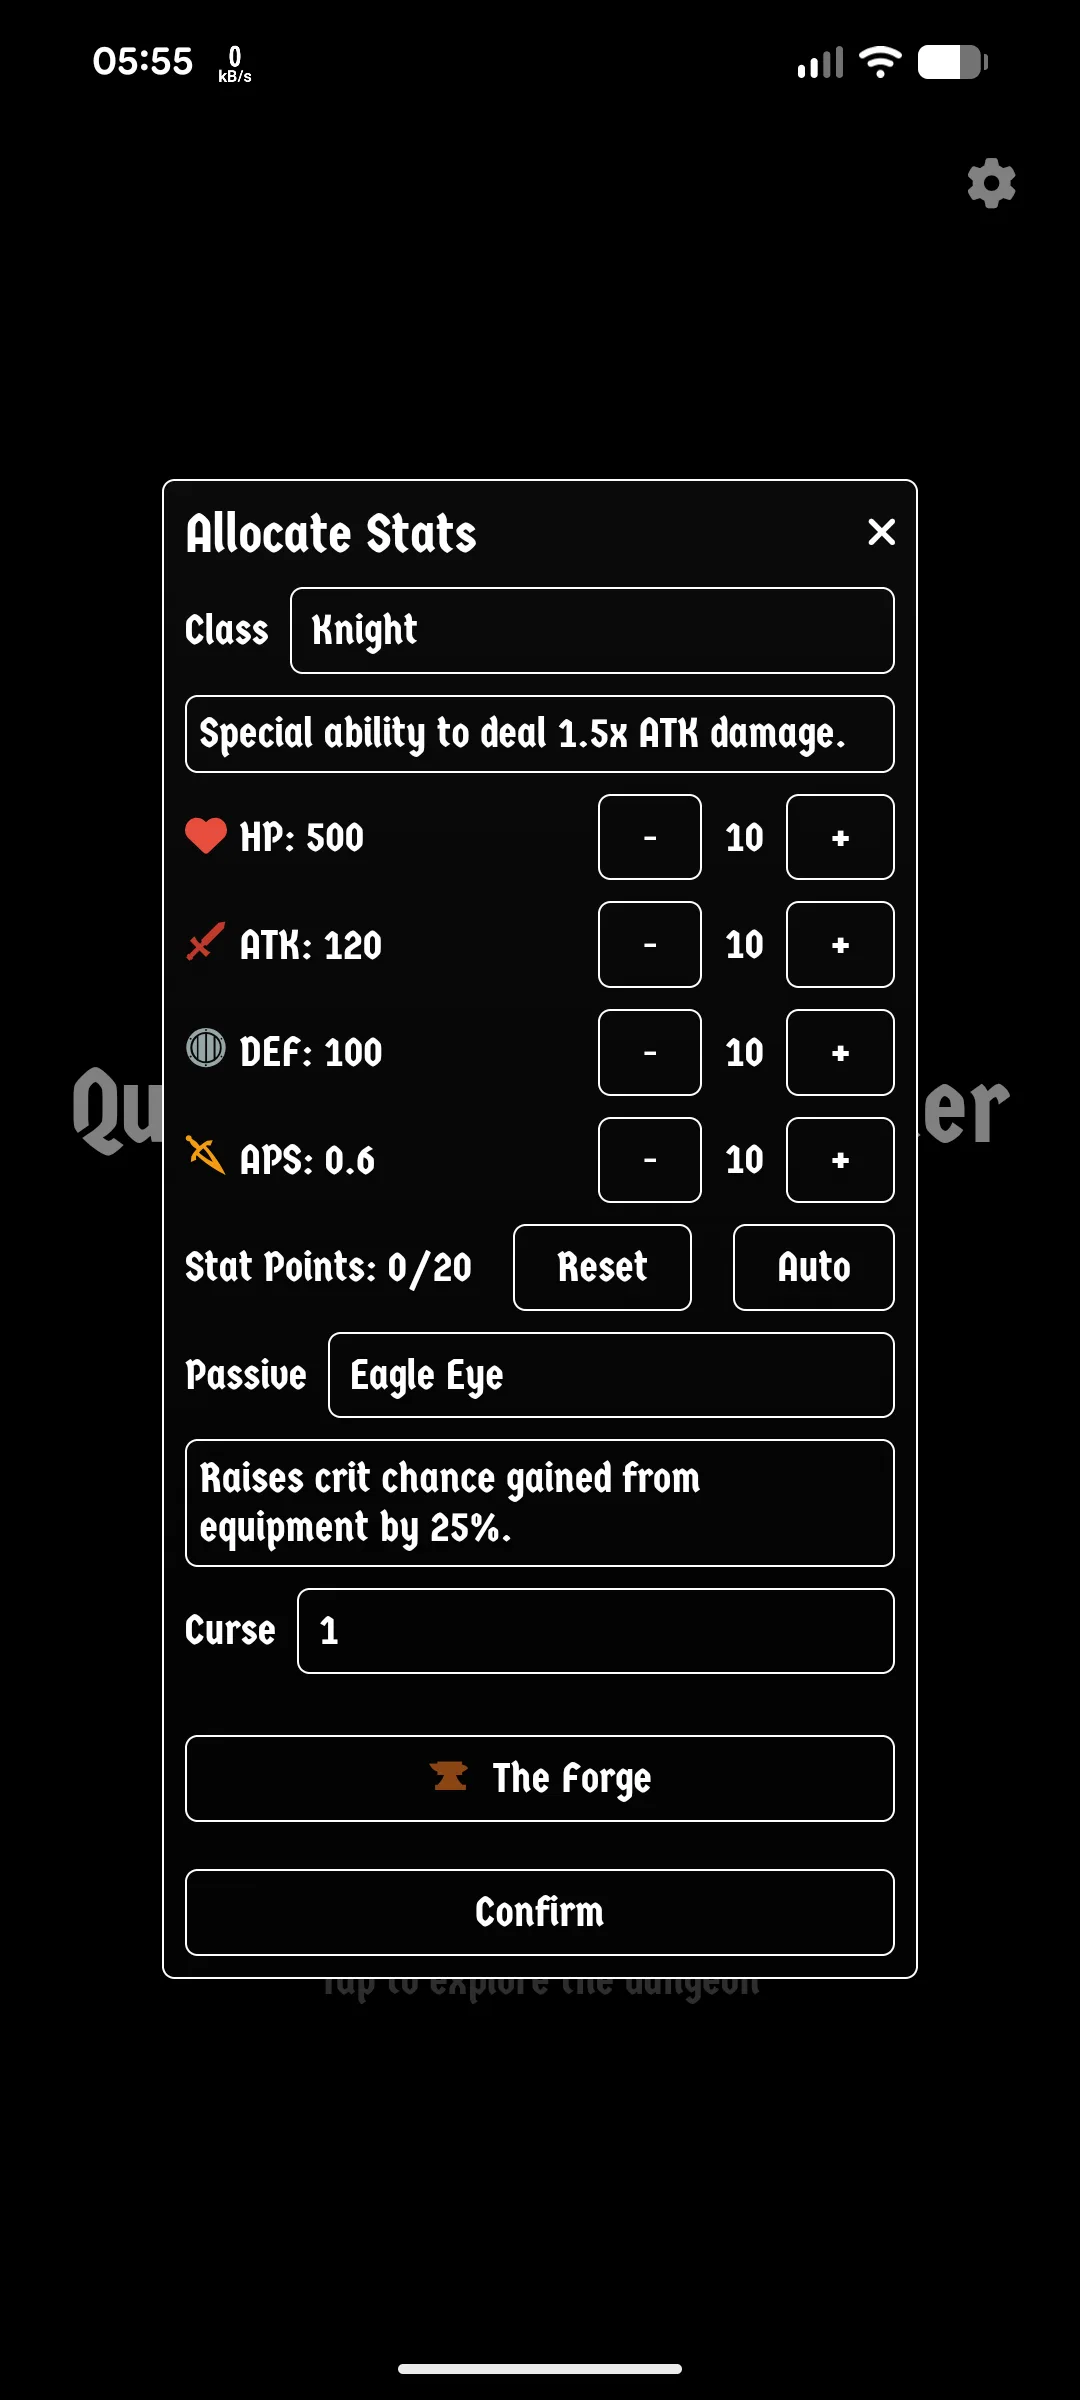 05:55 0 kB/s
Allocate Stats
Class Knight
Special ability to deal 1.5x ATK damage.
HP: 500 - 10 +
ATK: 120 - 10 +
DEF: 100 - 10 +
APS: 0.6 - 10 +
Stat Points: 0/20 Reset Auto
Passive Eagle Eye
Raises crit chance gained from
equipment by 25%.
Curse 1
The Forge
Confirm
Tap to explore the dungeon